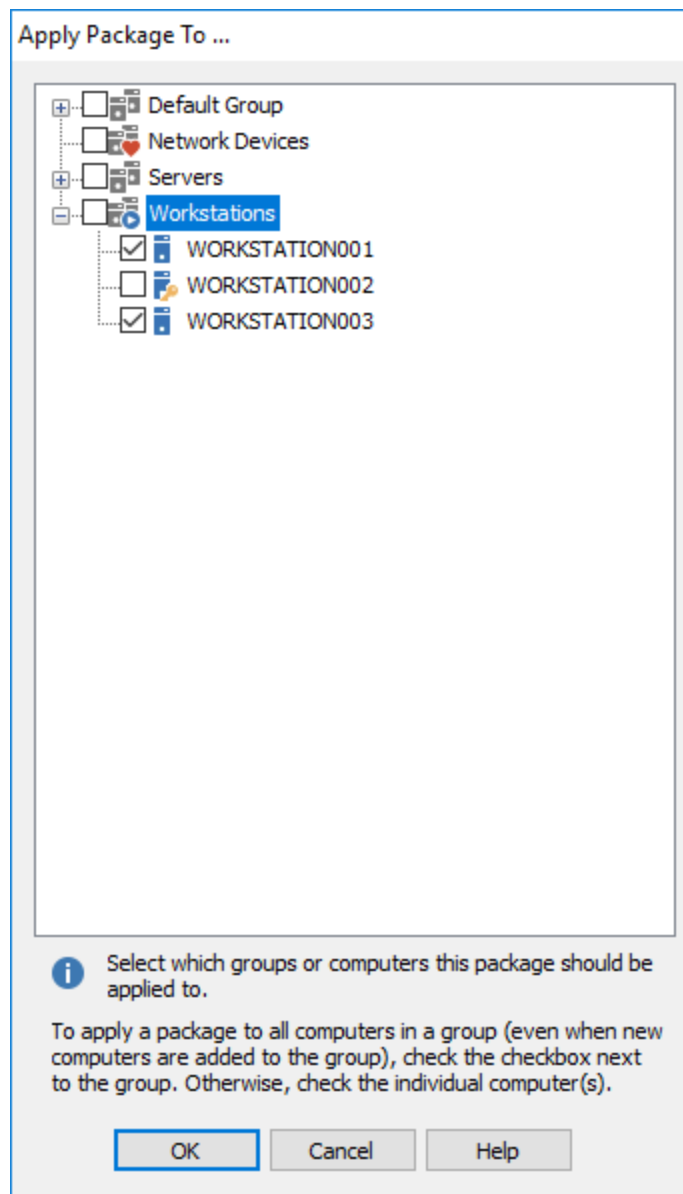 Apply Package To ...
Default Group
Network Devices
Servers
Workstations
WORKSTATION001
WORKSTATION002
WORKSTATION003
Select which groups or computers this package should be
applied to.
To apply a package to all computers in a group (even when new
computers are added to the group), check the checkbox next
to the group. Otherwise, check the individual computer(s).
OK Cancel Help